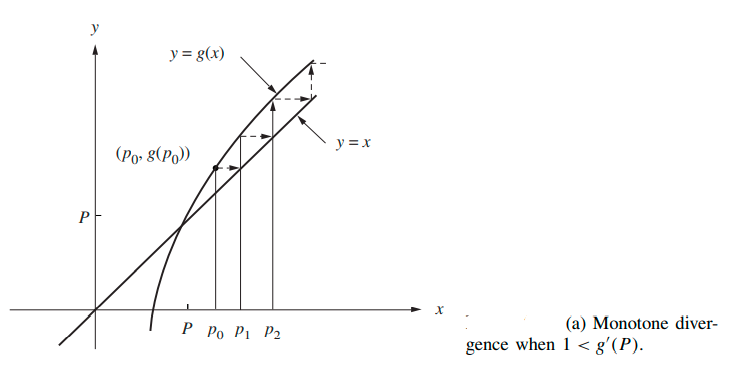 y
y = g(x)
(p₀, g(p₀))
y = x
P
x
P p₀ p₁ p₂
(a) Monotone diver-
gence when 1 < g′(P).